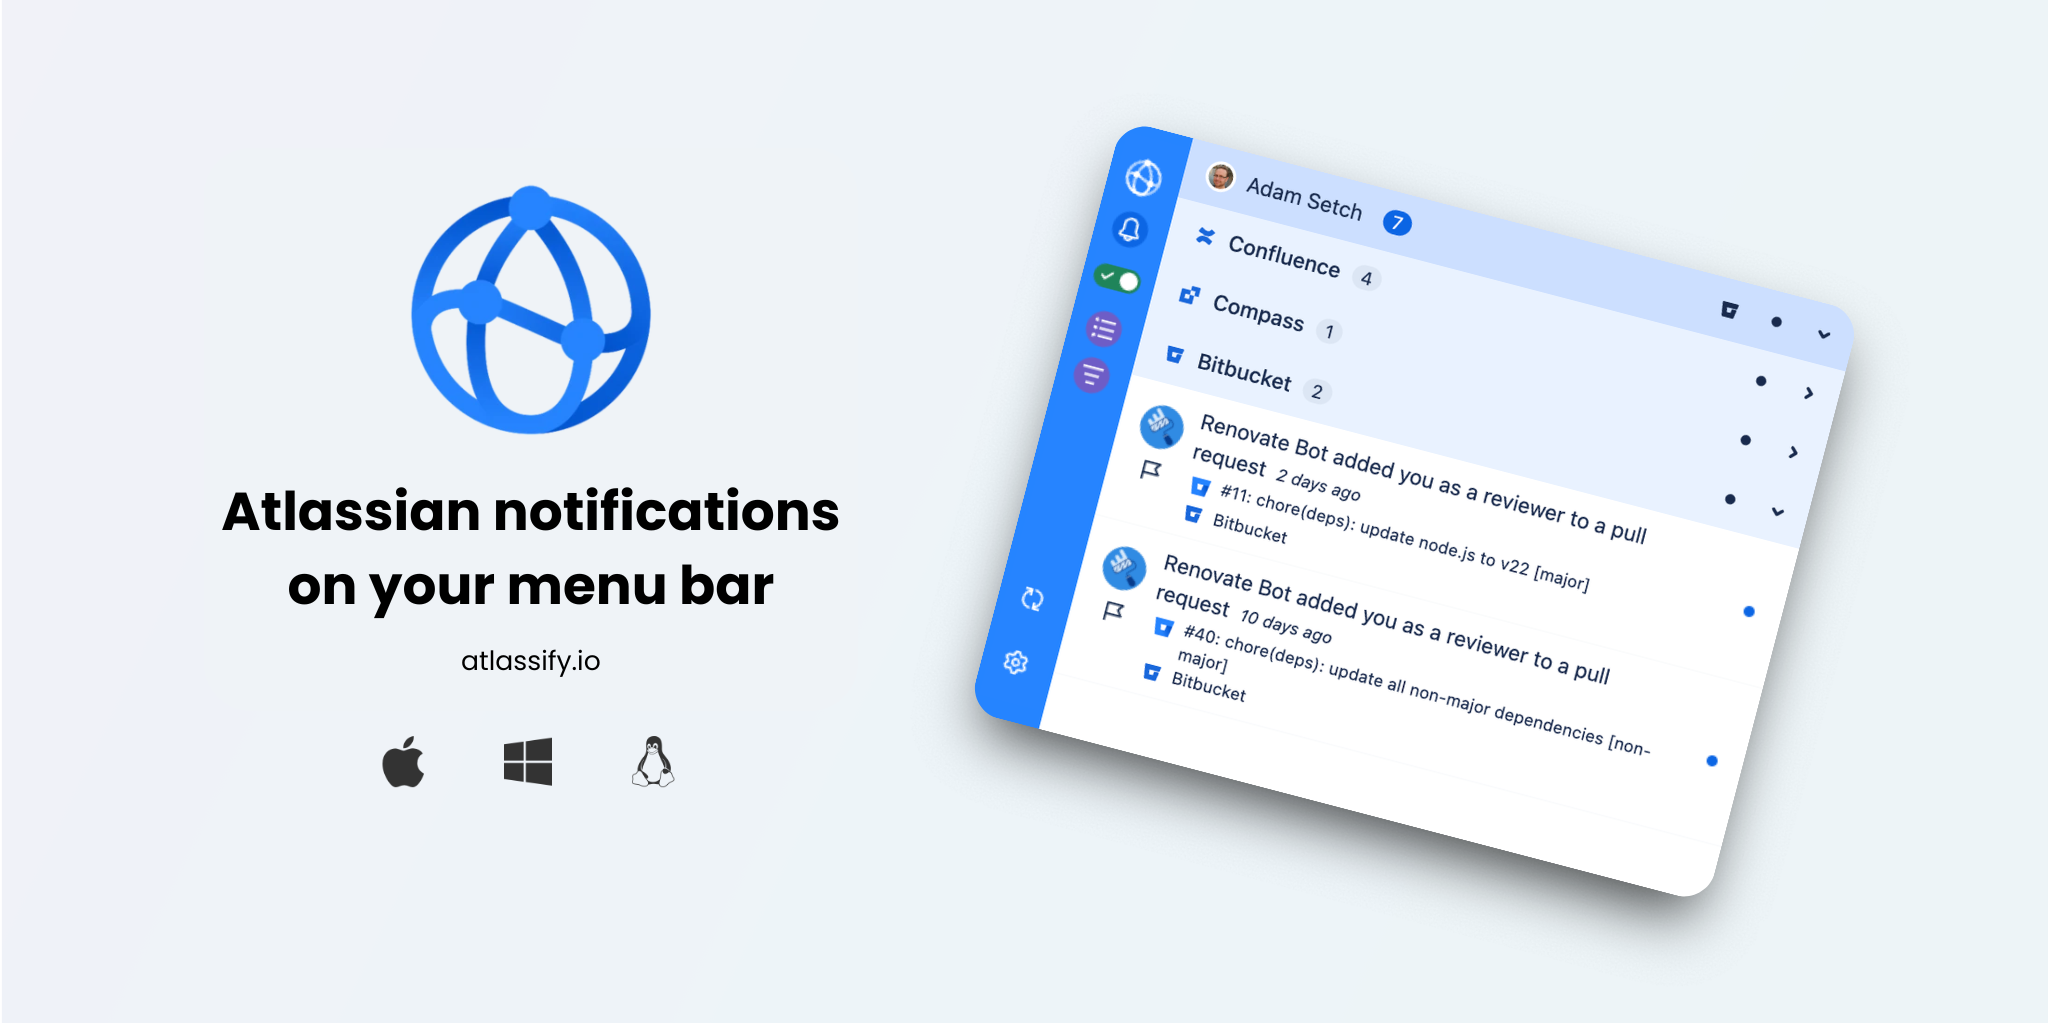 Atlassian notifications
on your menu bar
atlassify.io
Adam Setch 7
Confluence 4
Compass 1
Bitbucket 2
Renovate Bot added you as a reviewer to a pull
request 2 days ago
#11: chore(deps): update node.js to v22 [major]
Bitbucket
Renovate Bot added you as a reviewer to a pull
request 10 days ago
#40: chore(deps): update all non-major dependencies [non-
major]
Bitbucket